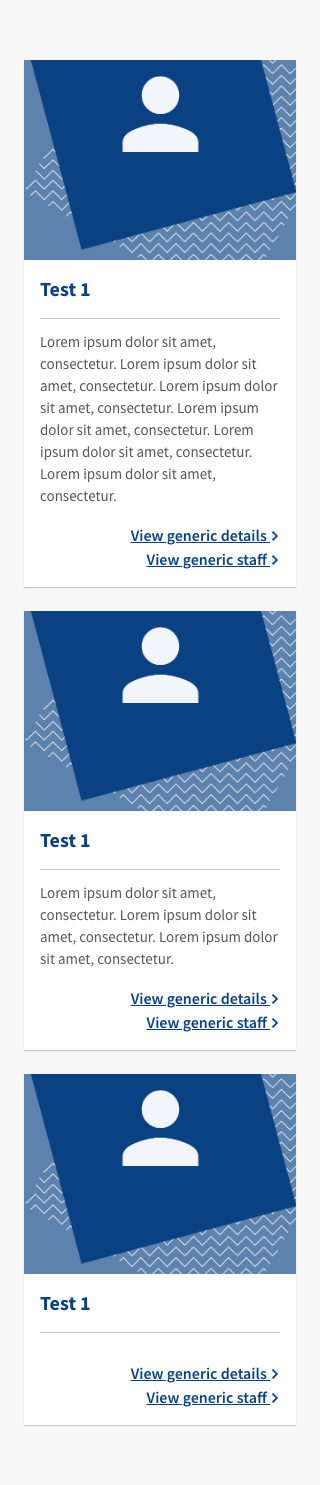 Test 1
Lorem ipsum dolor sit amet,
consectetur. Lorem ipsum dolor sit
amet, consectetur. Lorem ipsum dolor
sit amet, consectetur. Lorem ipsum
dolor sit amet, consectetur. Lorem
ipsum dolor sit amet, consectetur.
Lorem ipsum dolor sit amet,
consectetur.
View generic details
View generic staff
Test 1
Lorem ipsum dolor sit amet,
consectetur. Lorem ipsum dolor sit
amet, consectetur. Lorem ipsum dolor
sit amet, consectetur.
View generic details
View generic staff
Test 1
View generic details
View generic staff